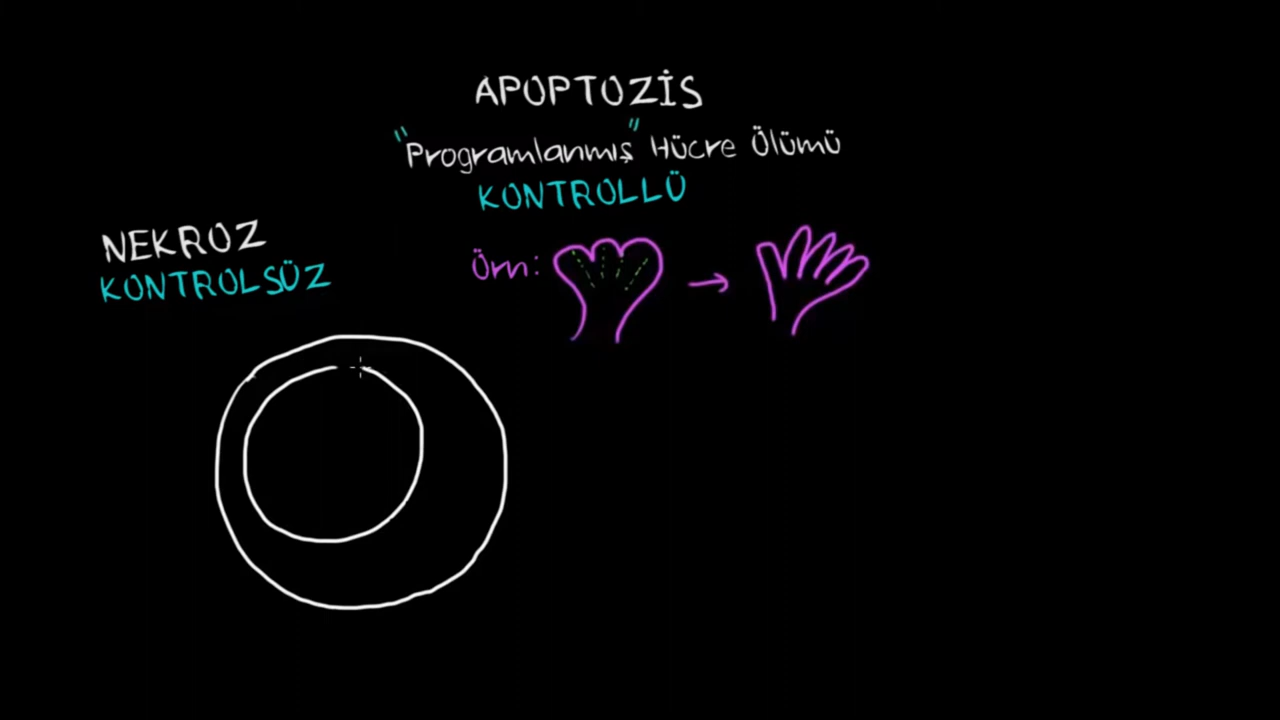 APOPTOZİS
"Programlanmış" Hücre Ölümü
KONTROLLÜ
NEKROZ
KONTROLSÜZ
Örn: